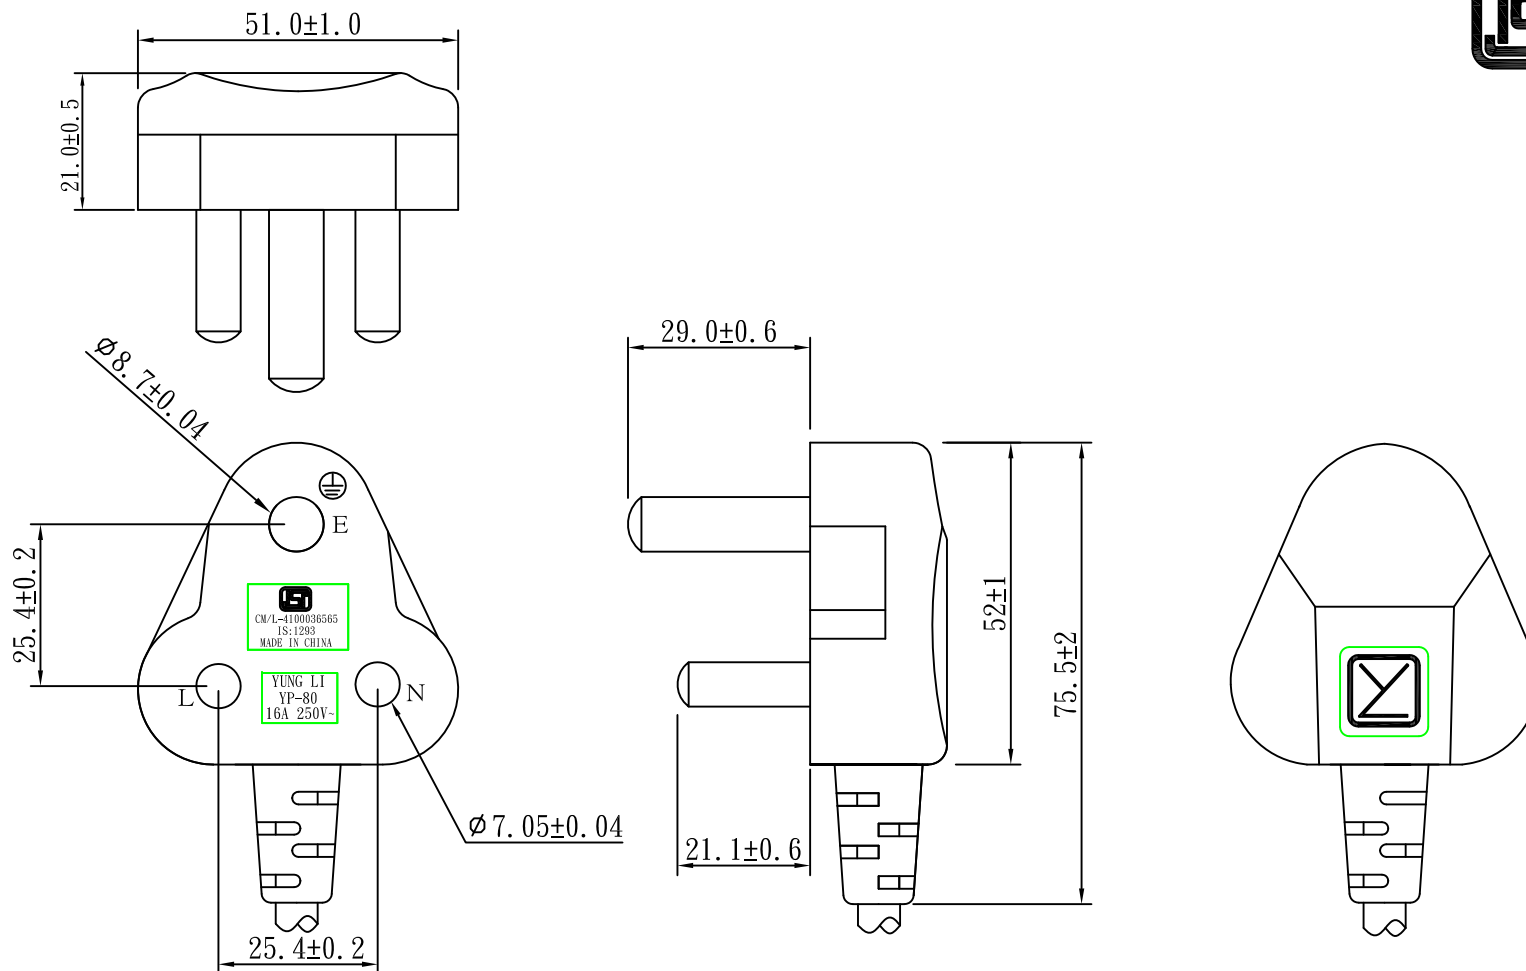 51.0±1.0
21.0±0.5
29.0±0.6
Ø8.7±0.04
E
25.4±0.2
CM/L-4100036565
IS:1293
MADE IN CHINA
52±1
75.5±2
L
YUNG LI
YP-80
16A 250V~
N
Ø7.05±0.04
21.1±0.6
25.4±0.2